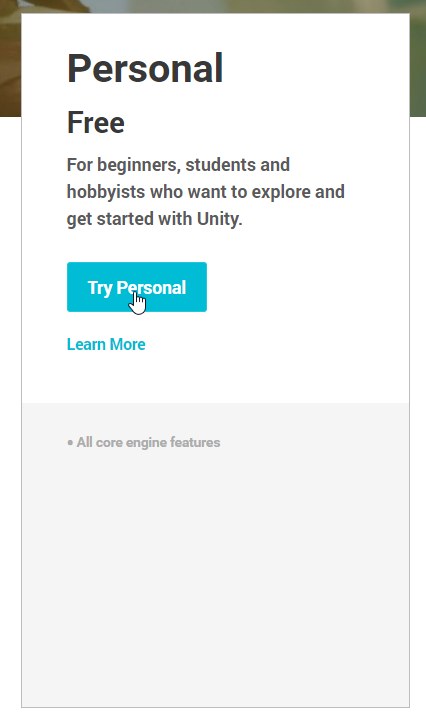 Personal
Free
For beginners, students and
hobbyists who want to explore and
get started with Unity.
Try Personal
Learn More
• All core engine features